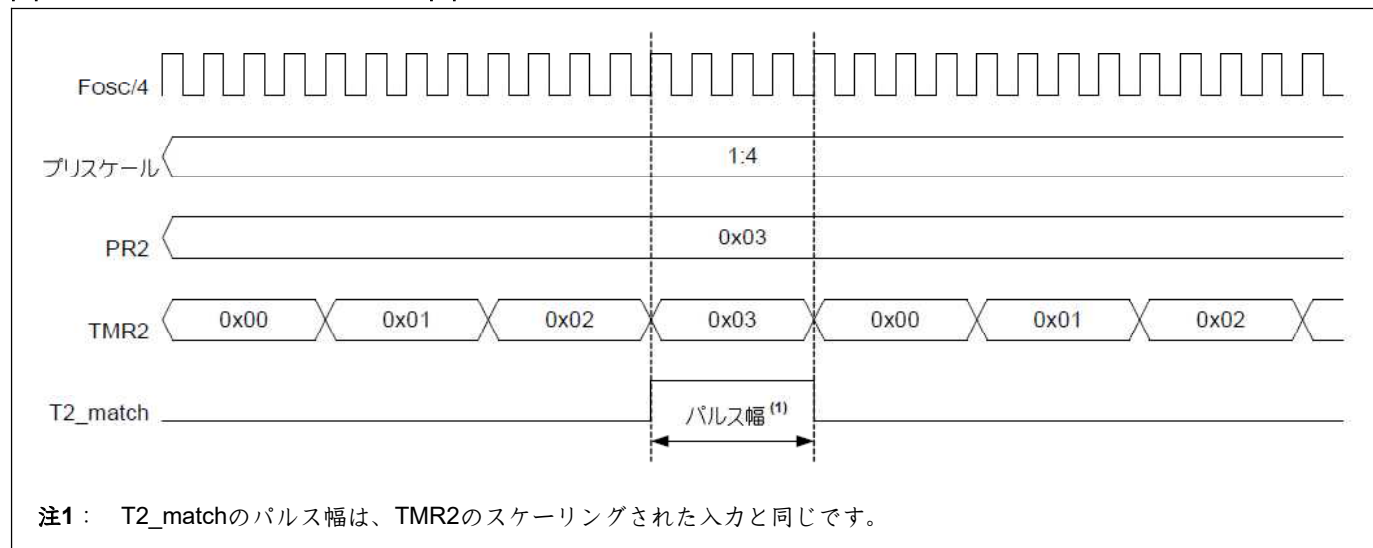 Fosc/4
プリスケール 1:4
PR2 0x03
TMR2 0x00 0x01 0x02 0x03 0x00 0x01 0x02
T2_match パルス幅(1)
注1: T2_matchのパルス幅は、TMR2のスケーリングされた入力と同じです。